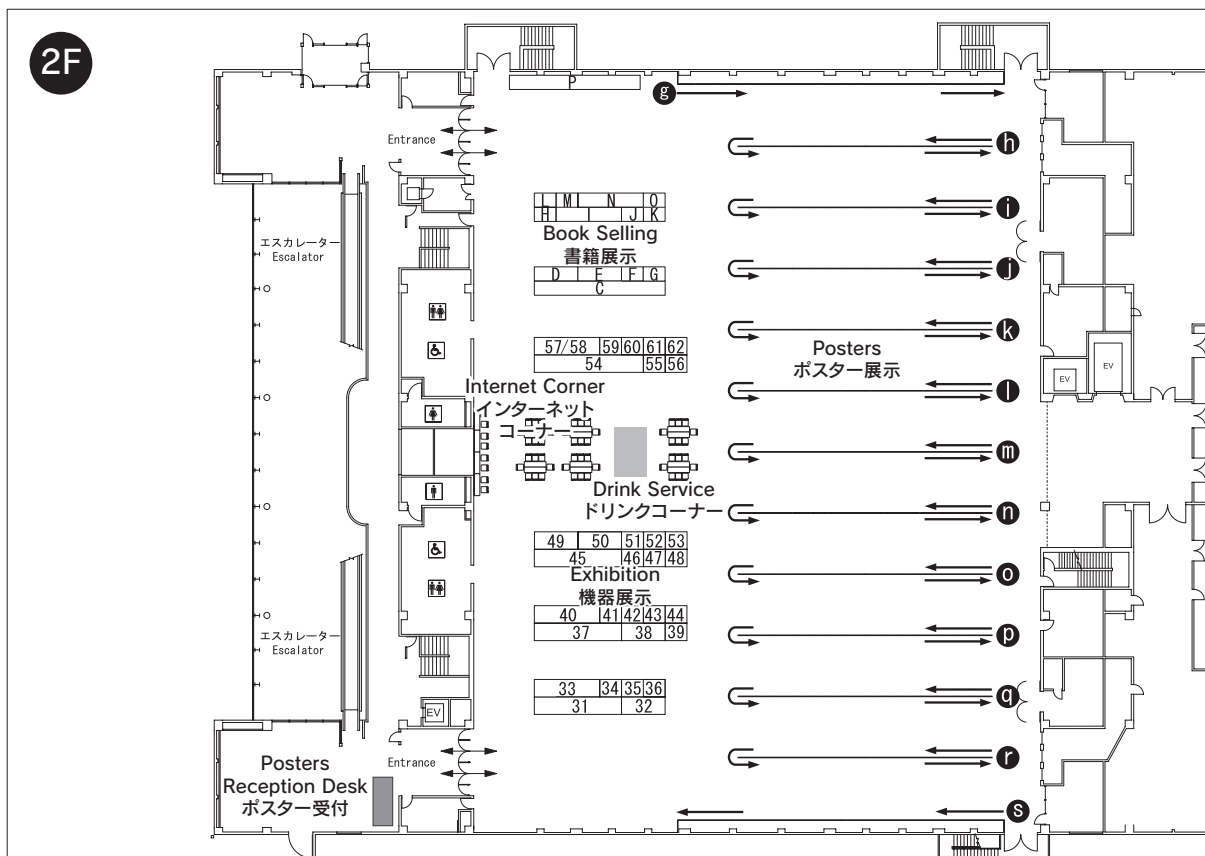 2F
P
g
Entrance
h
L M N O
H J K
i
Book Selling
書籍展示
エスカレーター
Escalator
D E F G
C
j
57/58 59 60 61 62
54 55 56
k
Posters
ポスター展示
EV
EV
Internet Corner
インターネット
コーナー
l
m
Drink Service
ドリンクコーナー
n
49 50 51 52 53
45 46 47 48
Exhibition
機器展示
o
40 41 42 43 44
37 38 39
エスカレーター
Escalator
p
33 34 35 36
31 32
q
EV
Entrance
Posters
Reception Desk
ポスター受付
r
s